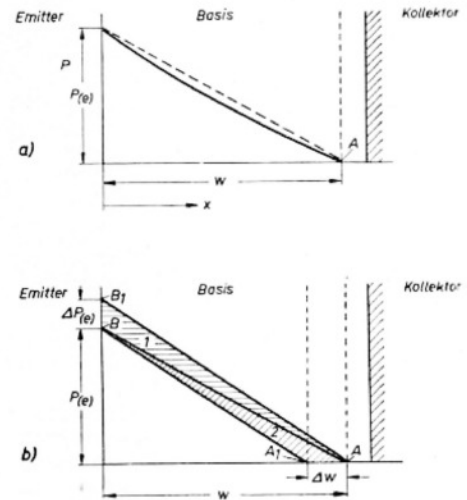 Emitter Basis Kollektor
P
P(e)
A
a)
w
x
Emitter Basis Kollektor
B1
ΔP(e)
B
1
P(e)
2
A1 A
b)
Δw
w